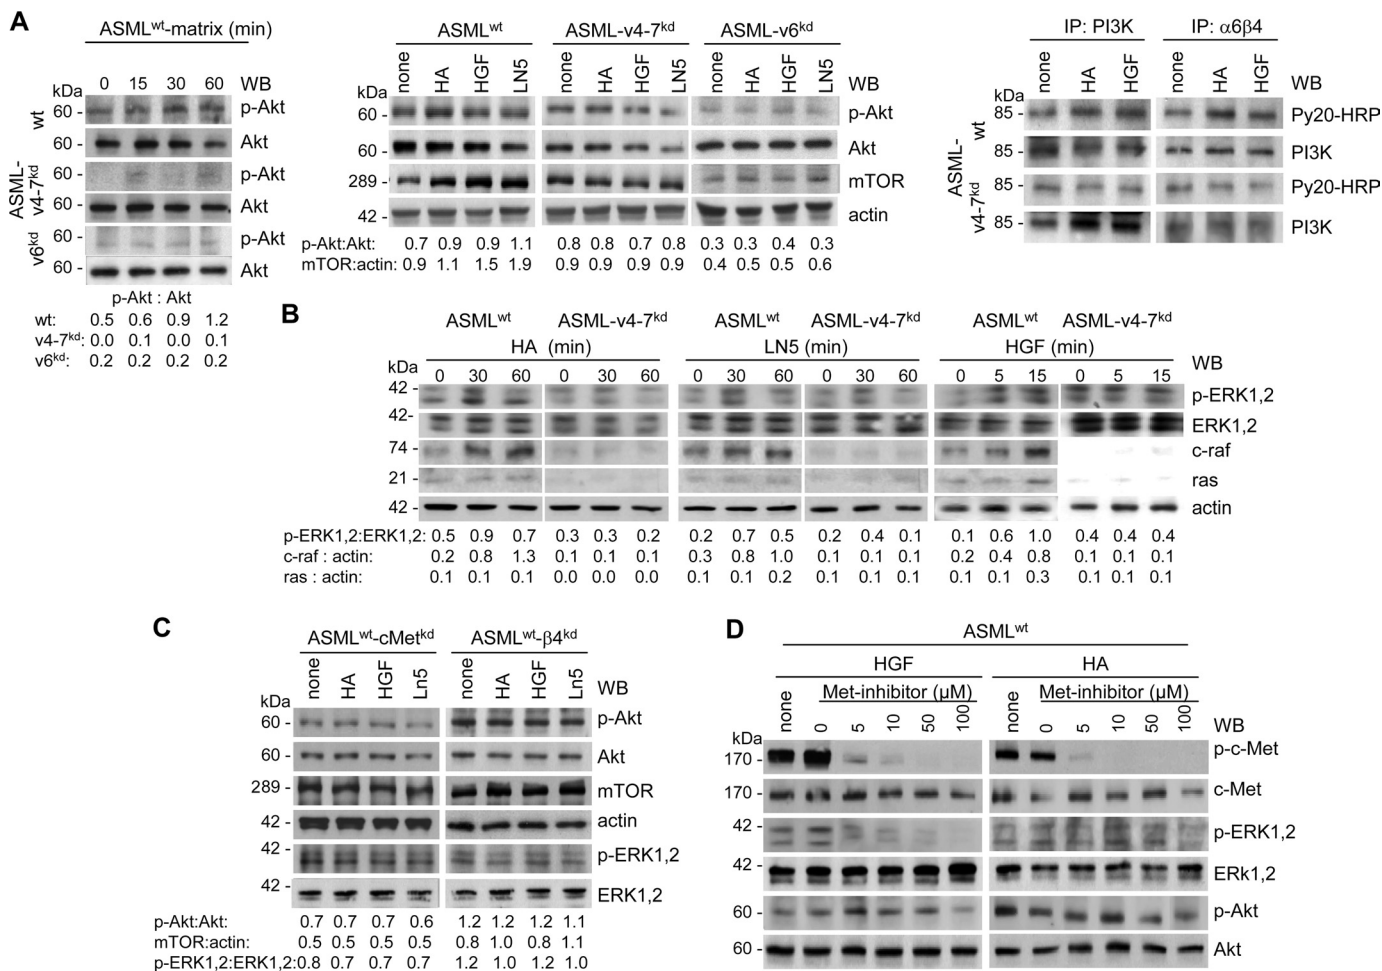 A
ASMLwt-matrix (min)
0 15 30 60 WB
kDa
wt
60 - p-Akt
60 - Akt
ASML-
v4-7kd
60 - p-Akt
60 - Akt
v6kd
60 - p-Akt
60 - Akt
p-Akt : Akt
wt: 0.5 0.6 0.9 1.2
v4-7kd: 0.0 0.1 0.0 0.1
v6kd: 0.2 0.2 0.2 0.2
ASMLwt ASML-v4-7kd ASML-v6kd
none HA HGF LN5 none HA HGF LN5 none HA HGF LN5 WB
kDa
60 - p-Akt
60 - Akt
289 - mTOR
42 - actin
p-Akt:Akt: 0.7 0.9 0.9 1.1 0.8 0.8 0.7 0.8 0.3 0.3 0.4 0.3
mTOR:actin: 0.9 1.1 1.5 1.9 0.9 0.9 0.9 0.9 0.4 0.5 0.5 0.6
IP: PI3K IP: α6β4
none HA HGF none HA HGF WB
kDa
ASML-
wt
85 - Py20-HRP
85 - PI3K
v4-7kd
85 - Py20-HRP
85 - PI3K
B
ASMLwt ASML-v4-7kd ASMLwt ASML-v4-7kd ASMLwt ASML-v4-7kd
HA (min) LN5 (min) HGF (min)
WB
kDa 0 30 60 0 30 60 0 30 60 0 30 60 0 5 15 0 5 15
42 - p-ERK1,2
42- ERK1,2
74 - c-raf
21 - ras
42 - actin
p-ERK1,2:ERK1,2: 0.5 0.9 0.7 0.3 0.3 0.2 0.2 0.7 0.5 0.2 0.4 0.1 0.1 0.6 1.0 0.4 0.4 0.4
c-raf : actin: 0.2 0.8 1.3 0.1 0.1 0.1 0.3 0.8 1.0 0.1 0.1 0.1 0.2 0.4 0.8 0.1 0.1 0.1
ras : actin: 0.1 0.1 0.1 0.0 0.0 0.0 0.1 0.1 0.2 0.1 0.1 0.1 0.1 0.1 0.3 0.1 0.1 0.1
C
ASMLwt-cMetkd ASMLwt-β4kd
none HA HGF Ln5 none HA HGF Ln5 WB
kDa
60 - p-Akt
60 - Akt
289 - mTOR
42 - actin
42 - p-ERK1,2
42 - ERK1,2
p-Akt:Akt: 0.7 0.7 0.7 0.6 1.2 1.2 1.2 1.1
mTOR:actin: 0.5 0.5 0.5 0.5 0.8 1.0 0.8 1.1
p-ERK1,2:ERK1,2: 0.8 0.7 0.7 0.7 1.2 1.0 1.2 1.0
D
ASMLwt
HGF HA
Met-inhibitor (µM) Met-inhibitor (µM)
none 0 5 10 50 100 none 0 5 10 50 100 WB
kDa
170 - p-c-Met
170 - c-Met
42 - p-ERK1,2
42 - ERk1,2
60 - p-Akt
60 - Akt